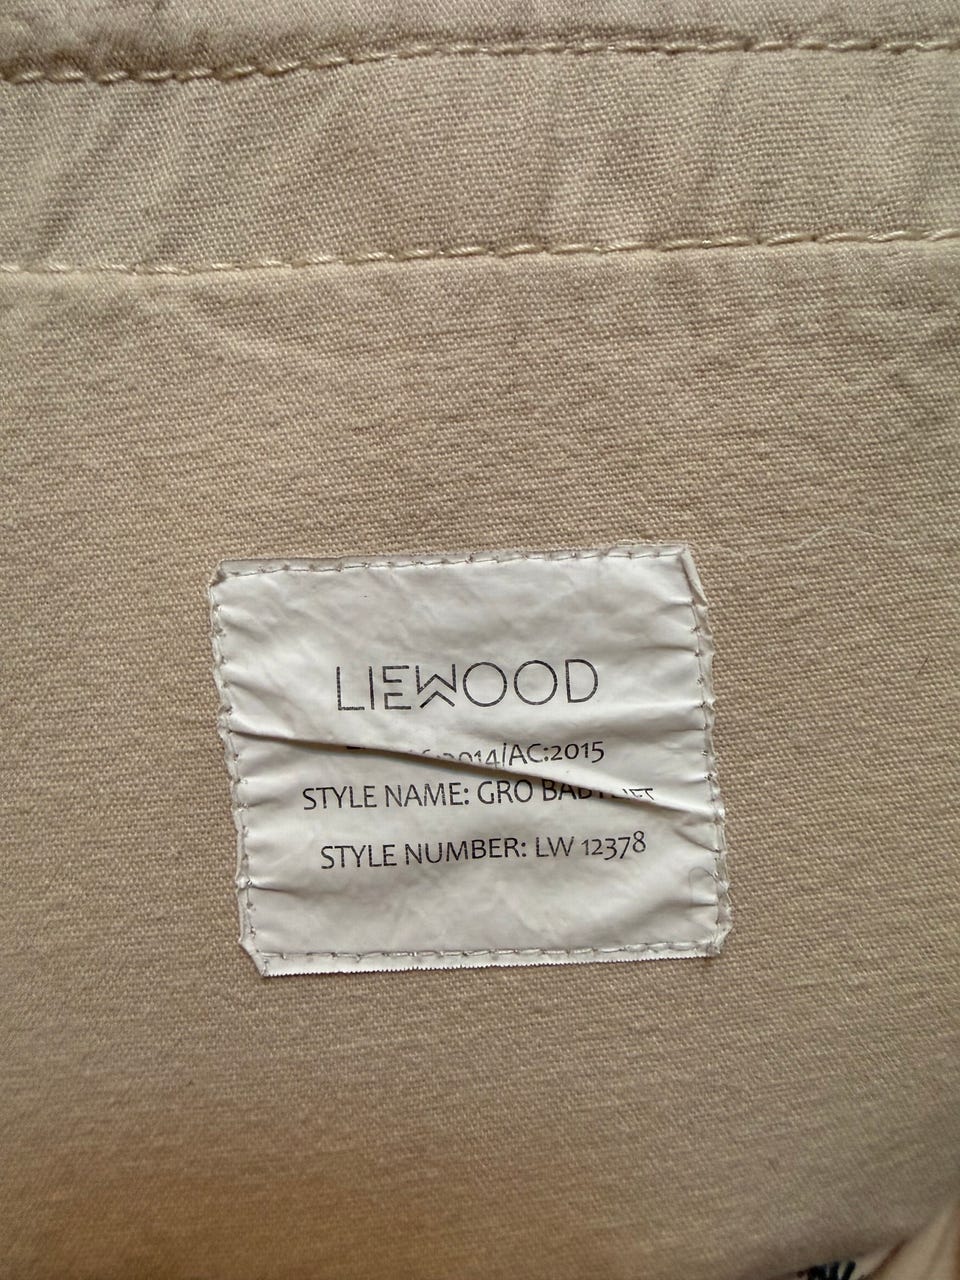 LIEWOOD
2014/AC:2015
STYLE NAME: GRO
STYLE NUMBER: LW 12378